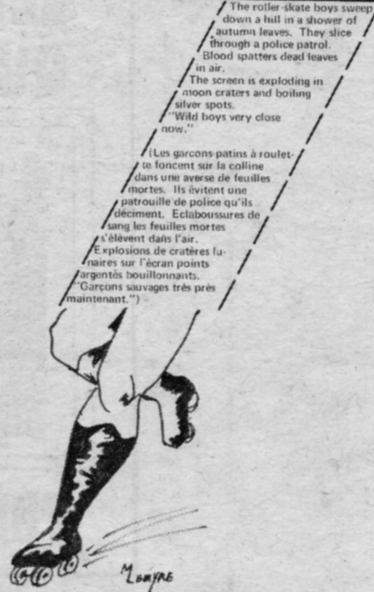 The roller-skate boys sweep
down a hill in a shower of
autumn leaves. They slice
through a police patrol.
Blood spatters dead leaves
in air.
The screen is exploding in
moon craters and boiling
silver spots.
"Wild boys very close
now."
(Les garcons-patins à roulet-
te foncent sur la colline
dans une averse de feuilles
mortes. Ils évitent une
patrouille de police qu'ils
déciment. Eclaboussures de
sang les feuilles mortes
s'élèvent dans l'air.
Explosions de cratères lu-
naires sur l'écran points
argentés bouillonnants.
"Garçons sauvages très près
maintenant.")